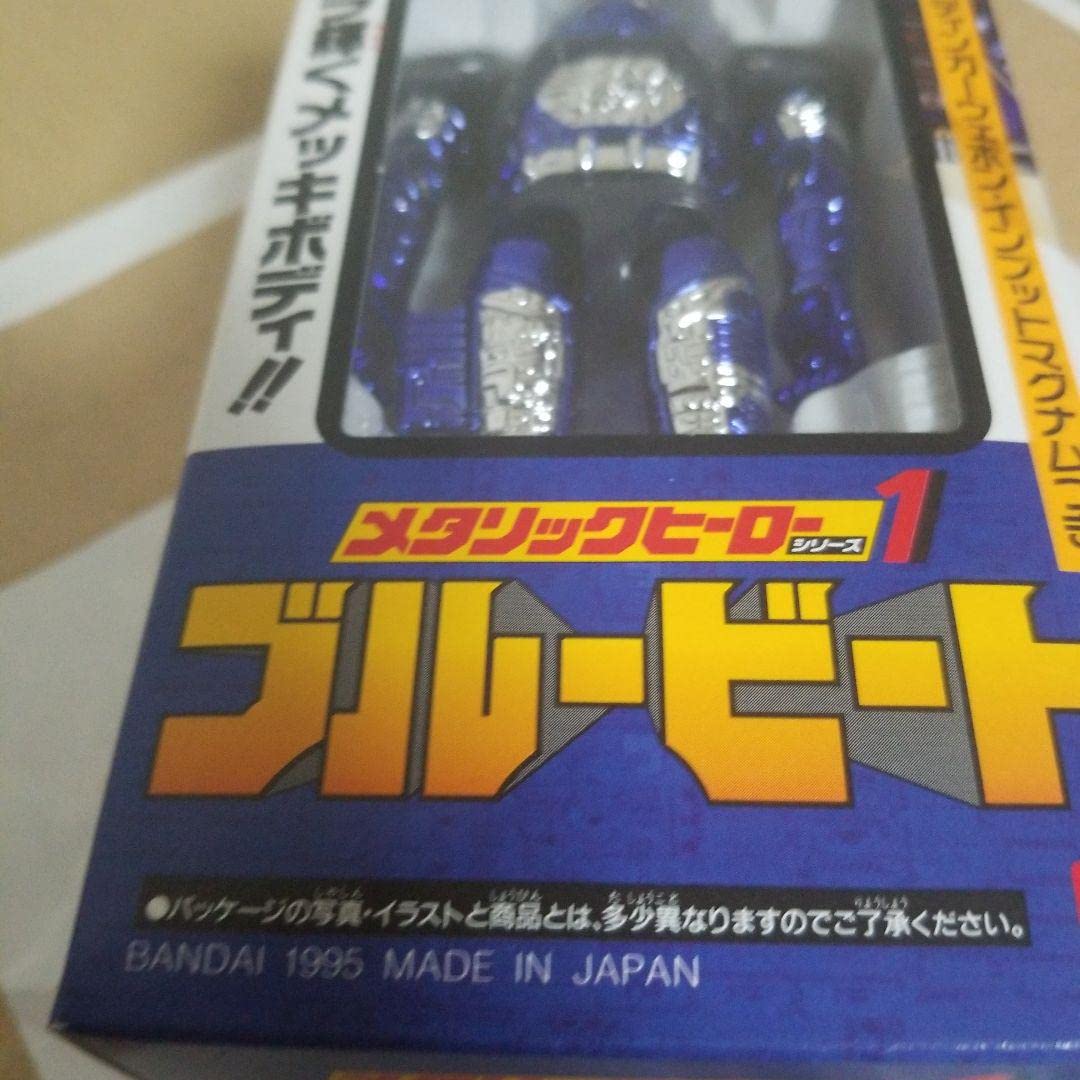 輝くメッキボディ!!
メタリックヒーロー シリーズ 1
ブルービート
●パッケージの写真・イラストと商品とは、多少異なりますのでご了承ください。
BANDAI 1995 MADE IN JAPAN